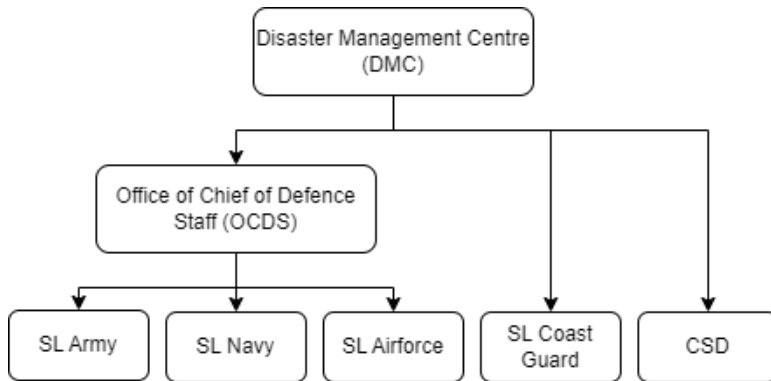 Disaster Management Centre
(DMC)
Office of Chief of Defence
Staff (OCDS)
SL Army
SL Navy
SL Airforce
SL Coast
Guard
CSD